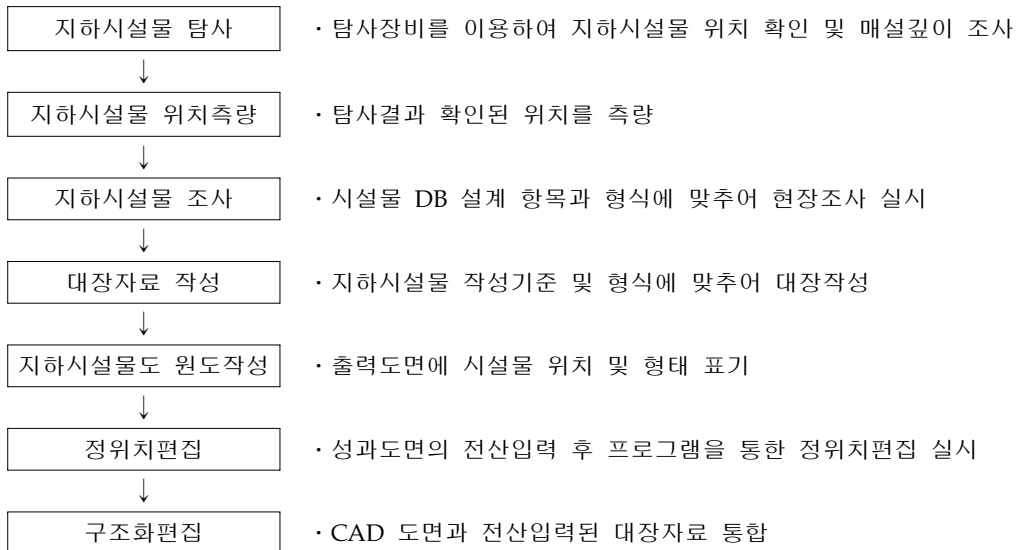 지하시설물 탐사 ・탐사장비를 이용하여 지하시설물 위치 확인 및 매설깊이 조사
↓
지하시설물 위치측량 ・탐사결과 확인된 위치를 측량
↓
지하시설물 조사 ・시설물 DB 설계 항목과 형식에 맞추어 현장조사 실시
↓
대장자료 작성 ・지하시설물 작성기준 및 형식에 맞추어 대장작성
↓
지하시설물도 원도작성 ・출력도면에 시설물 위치 및 형태 표기
↓
정위치편집 ・성과도면의 전산입력 후 프로그램을 통한 정위치편집 실시
↓
구조화편집 ・CAD 도면과 전산입력된 대장자료 통합